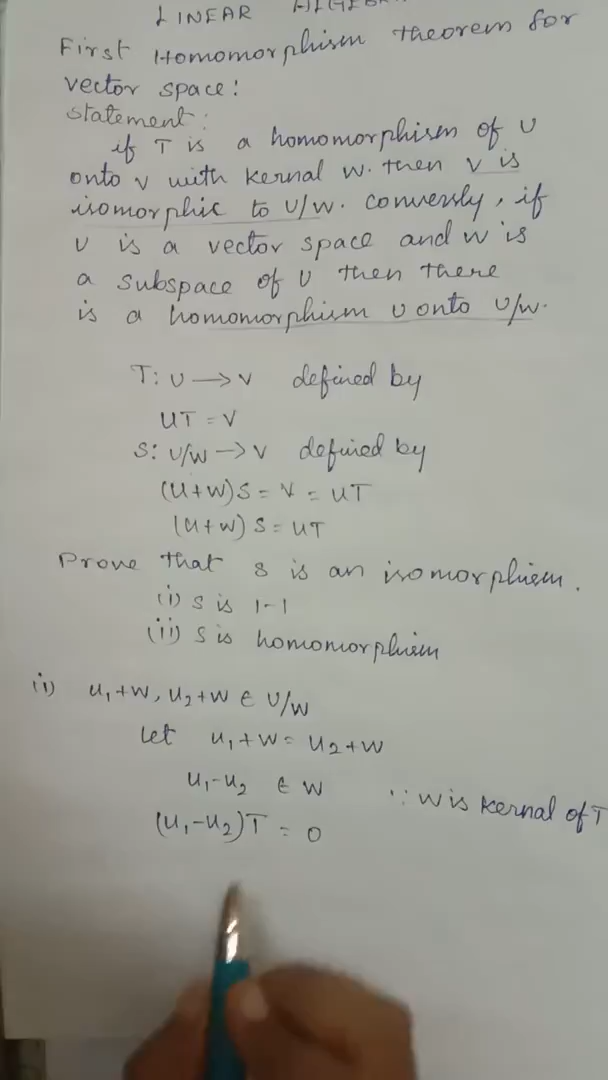 LINEAR ALGEBRA
First Homomorphism theorem for
vector space:
Statement:
if T is a homomorphism of U
onto V with kernal W. then V is
isomorphic to U/W. conversly, if
U is a vector space and W is
a subspace of U then there
is a homomorphism U onto U/W.
T: U → V defined by
UT = V
S: U/W → V defined by
(U+W)S = V = UT
(U+W) S = UT
Prove that S is an isomorphism.
(i) S is 1-1
(ii) S is homomorphism
(i) u₁+W, u₂+W ∈ U/W
Let u₁+W = u₂+W
u₁-u₂ ∈ W ∵ W is kernal of T
(u₁-u₂)T = 0